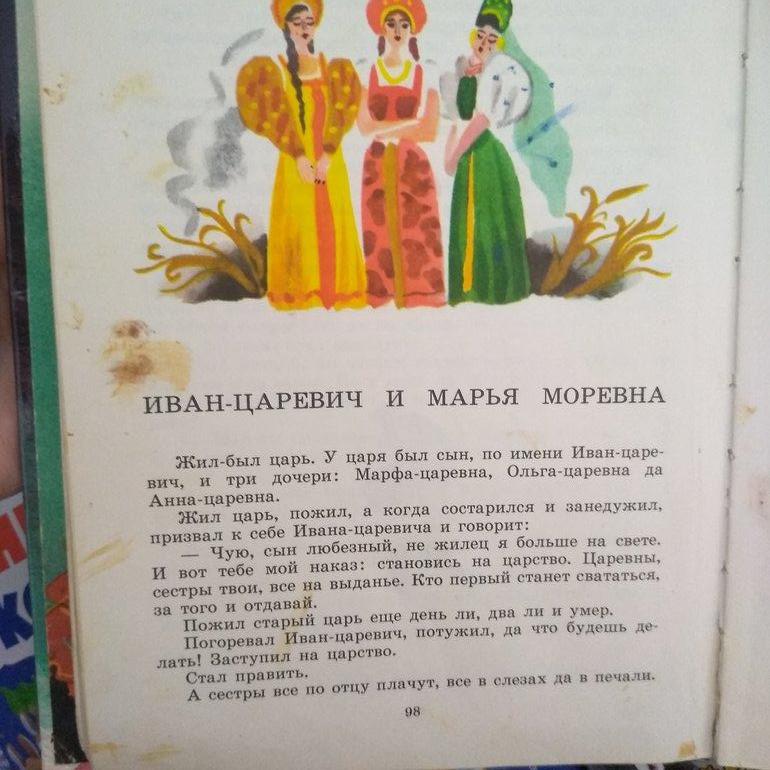 ИВАН-ЦАРЕВИЧ И МАРЬЯ МОРЕВНА
Жил-был царь. У царя был сын, по имени Иван-царе-
вич, и три дочери: Марфа-царевна, Ольга-царевна да
Анна-царевна.
Жил царь, пожил, а когда состарился и занедужил,
призвал к себе Ивана-царевича и говорит:
— Чую, сын любезный, не жилец я больше на свете.
И вот тебе мой наказ: становись на царство. Царевны,
сестры твои, все на выданье. Кто первый станет свататься,
за того и отдавай.
Пожил старый царь еще день ли, два ли и умер.
Погоревал Иван-царевич, потужил, да что будешь де-
лать! Заступил на царство.
Стал править.
А сестры все по отцу плачут, все в слезах да в печали.
98